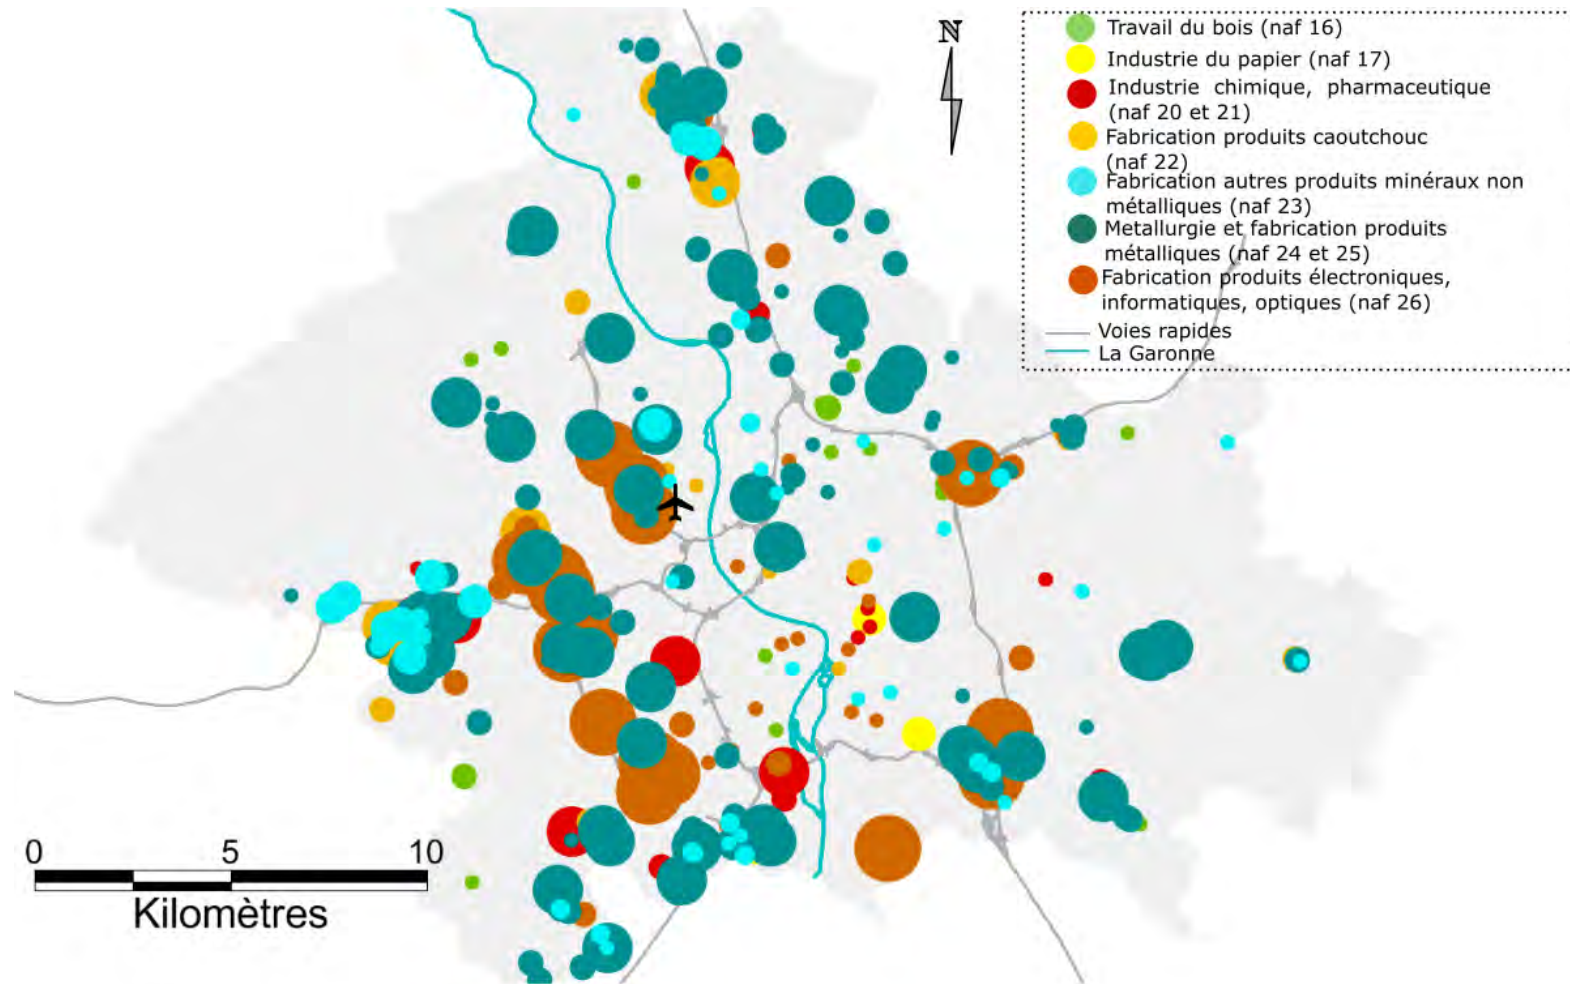 N
Travail du bois (naf 16)
Industrie du papier (naf 17)
Industrie chimique, pharmaceutique
(naf 20 et 21)
Fabrication produits caoutchouc
(naf 22)
Fabrication autres produits minéraux non
métalliques (naf 23)
Metallurgie et fabrication produits
métalliques (naf 24 et 25)
Fabrication produits électroniques,
informatiques, optiques (naf 26)
Voies rapides
La Garonne
0 5 10
Kilomètres